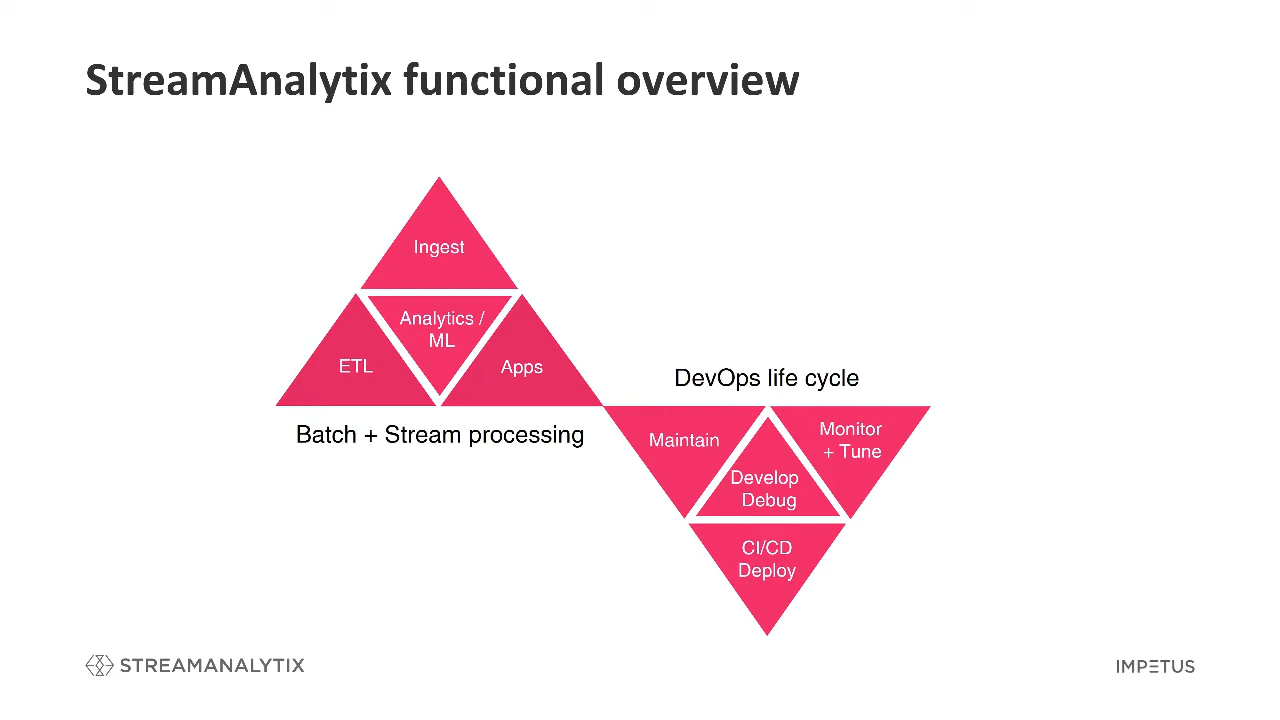 StreamAnalytix functional overview
Ingest
Analytics /
ML
ETL
Apps
Batch + Stream processing
DevOps life cycle
Maintain
Monitor
+ Tune
Develop
Debug
CI/CD
Deploy
STREAMANALYTIX
IMPETUS